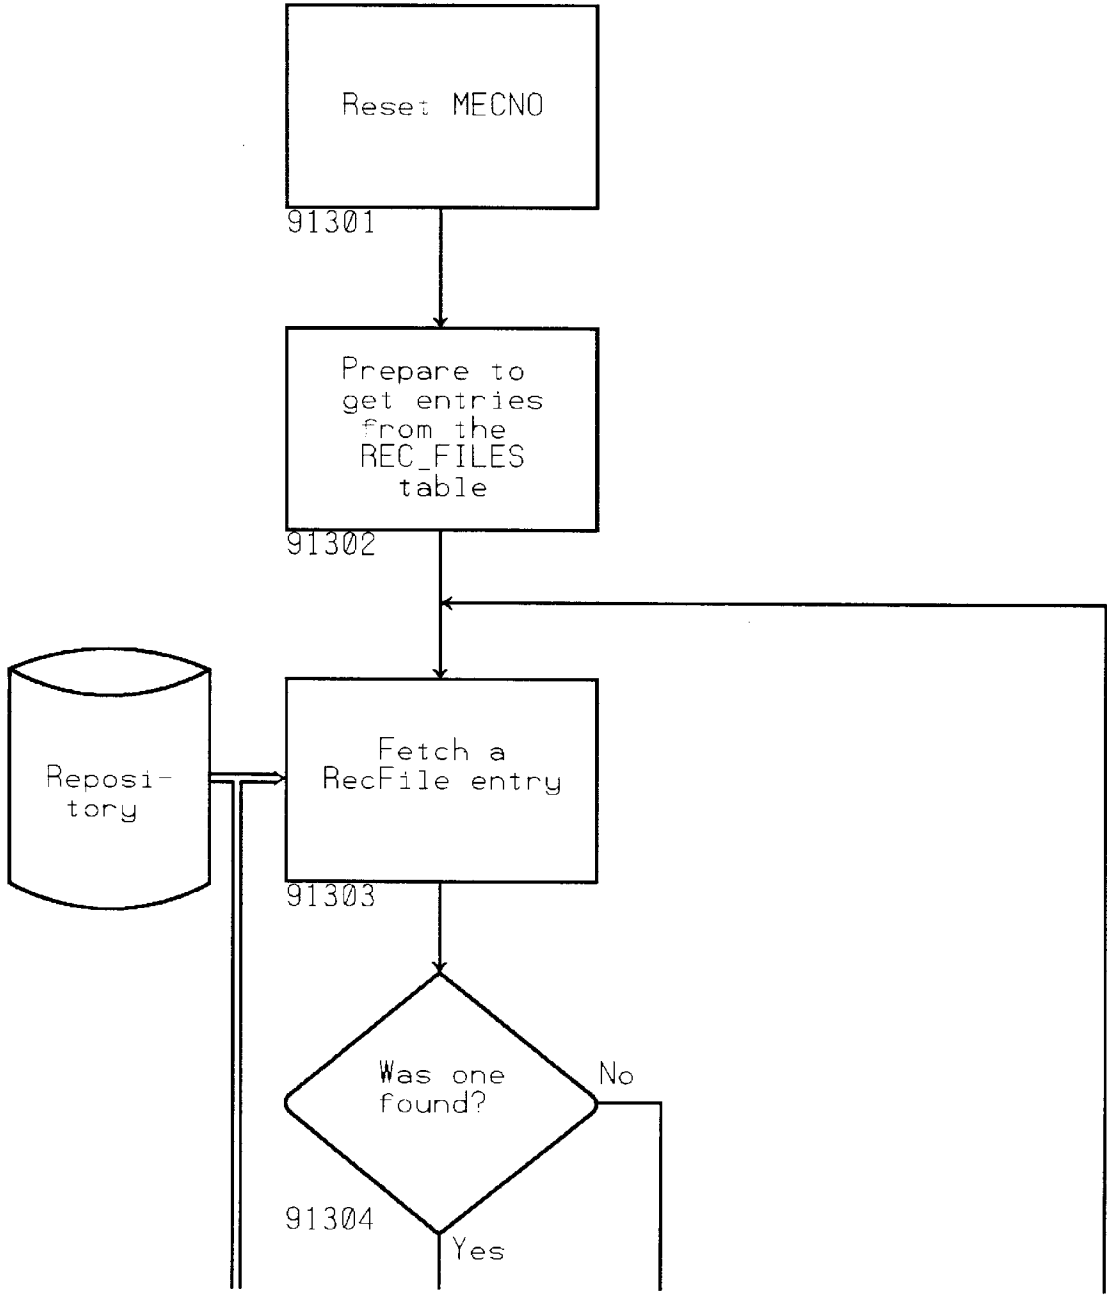 Reset MECNO
91301
Prepare to
get entries
from the
REC_FILES
table
91302
Fetch a
RecFile entry
Reposi-
tory
91303
Was one
found?
No
91304
Yes